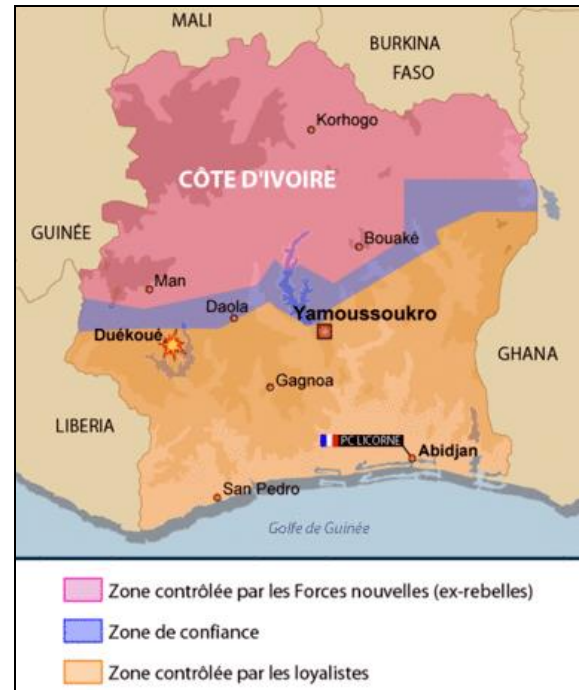 MALI
BURKINA
FASO
Korhogo
CÔTE D'IVOIRE
GUINÉE
Bouaké
Man
Daola
Yamoussoukro
Duékoué
GHANA
Gagnoa
LIBERIA
PC LICORNE
Abidjan
San Pedro
Golfe de Guinée
Zone contrôlée par les Forces nouvelles (ex-rebelles)
Zone de confiance
Zone contrôlée par les loyalistes